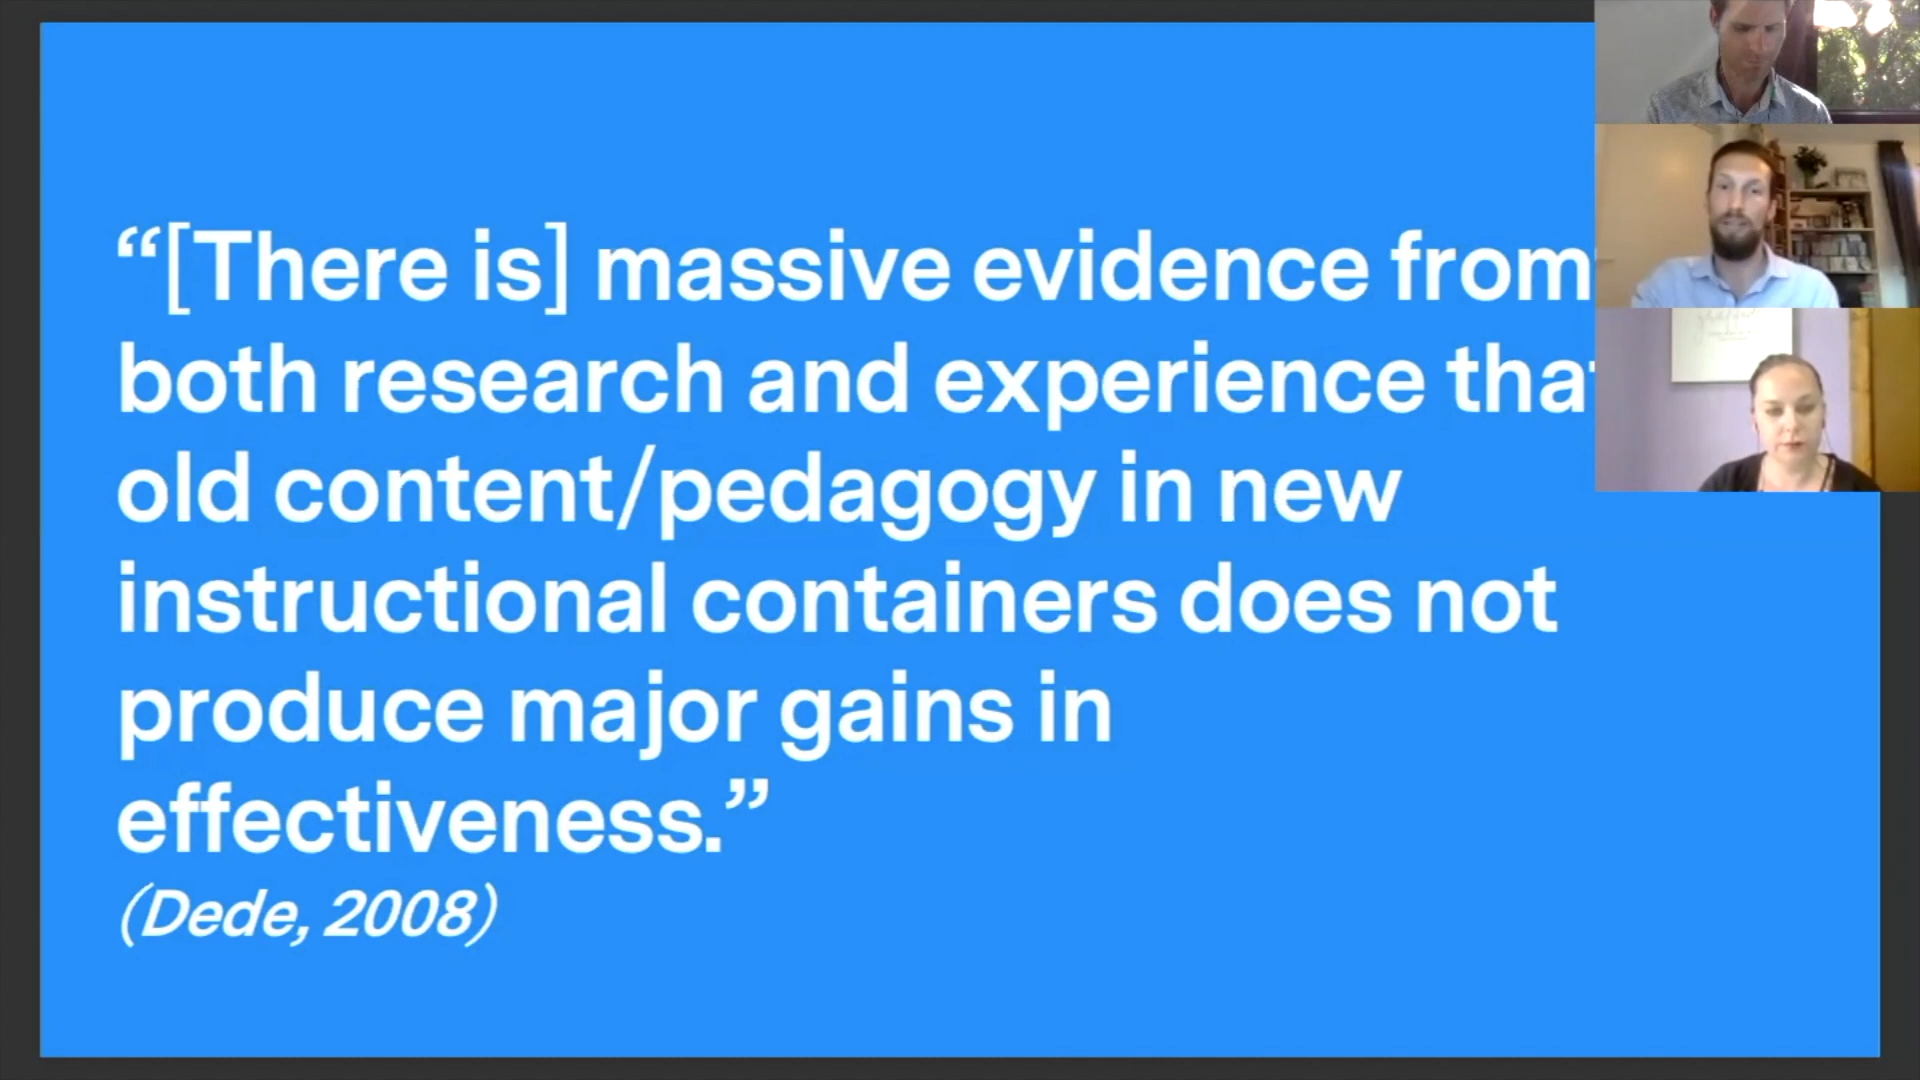 “[There is] massive evidence from
both research and experience that
old content/pedagogy in new
instructional containers does not
produce major gains in
effectiveness.”
(Dede, 2008)